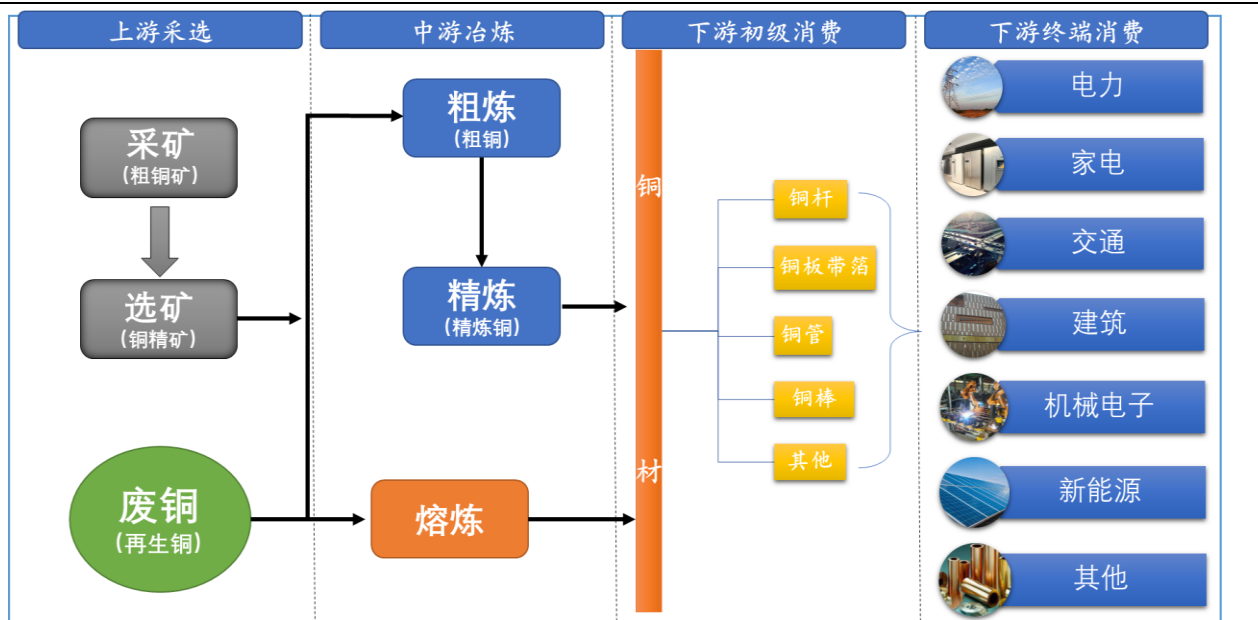 上游采选
中游冶炼
下游初级消费
下游终端消费
采矿
(粗铜矿)
选矿
(铜精矿)
废铜
(再生铜)
粗炼
(粗铜)
精炼
(精炼铜)
熔炼
铜
材
铜杆
铜板带箔
铜管
铜棒
其他
电力
家电
交通
建筑
机械电子
新能源
其他